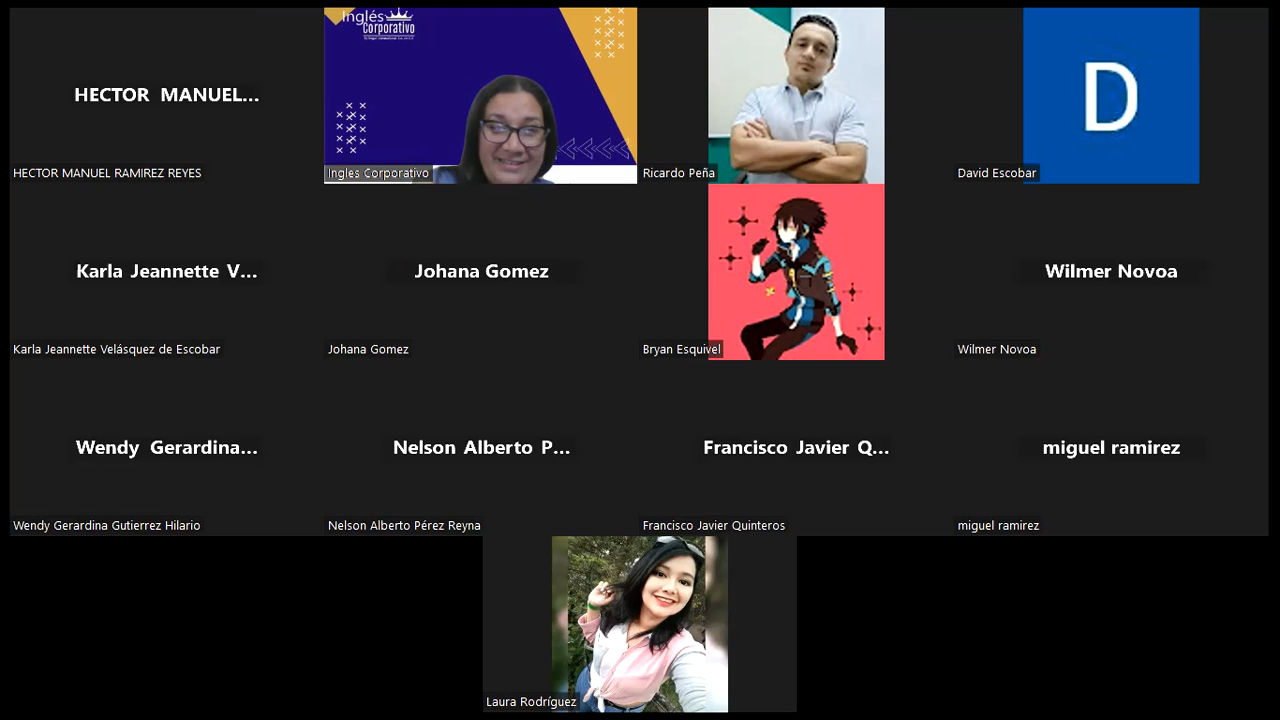 HECTOR MANUEL...
HECTOR MANUEL RAMIREZ REYES
Inglés
Corporativo
Ingles Corporativo
Ricardo Peña
D
David Escobar
Karla Jeannette V...
Karla Jeannette Velásquez de Escobar
Johana Gomez
Johana Gomez
Bryan Esquivel
Wilmer Novoa
Wilmer Novoa
Wendy Gerardina...
Wendy Gerardina Gutierrez Hilario
Nelson Alberto P...
Nelson Alberto Pérez Reyna
Francisco Javier Q...
Francisco Javier Quinteros
miguel ramirez
miguel ramirez
Laura Rodríguez